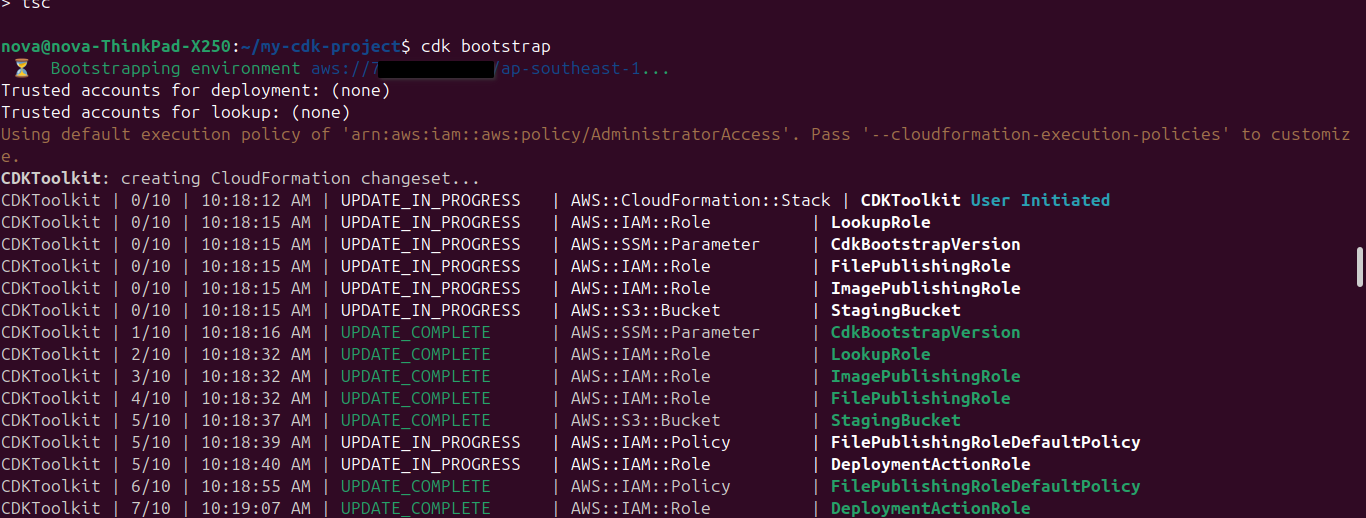 > tsc
nova@nova-ThinkPad-X250:~/my-cdk-project$ cdk bootstrap
⏳ Bootstrapping environment aws://7/ap-southeast-1...
Trusted accounts for deployment: (none)
Trusted accounts for lookup: (none)
Using default execution policy of 'arn:aws:iam::aws:policy/AdministratorAccess'. Pass '--cloudformation-execution-policies' to customiz
e.
CDKToolkit: creating CloudFormation changeset...
CDKToolkit | 0/10 | 10:18:12 AM | UPDATE_IN_PROGRESS   | AWS::CloudFormation::Stack | CDKToolkit User Initiated
CDKToolkit | 0/10 | 10:18:15 AM | UPDATE_IN_PROGRESS   | AWS::IAM::Role          | LookupRole
CDKToolkit | 0/10 | 10:18:15 AM | UPDATE_IN_PROGRESS   | AWS::SSM::Parameter     | CdkBootstrapVersion
CDKToolkit | 0/10 | 10:18:15 AM | UPDATE_IN_PROGRESS   | AWS::IAM::Role          | FilePublishingRole
CDKToolkit | 0/10 | 10:18:15 AM | UPDATE_IN_PROGRESS   | AWS::IAM::Role          | ImagePublishingRole
CDKToolkit | 0/10 | 10:18:15 AM | UPDATE_IN_PROGRESS   | AWS::S3::Bucket         | StagingBucket
CDKToolkit | 1/10 | 10:18:16 AM | UPDATE_COMPLETE      | AWS::SSM::Parameter     | CdkBootstrapVersion
CDKToolkit | 2/10 | 10:18:32 AM | UPDATE_COMPLETE      | AWS::IAM::Role          | LookupRole
CDKToolkit | 3/10 | 10:18:32 AM | UPDATE_COMPLETE      | AWS::IAM::Role          | ImagePublishingRole
CDKToolkit | 4/10 | 10:18:32 AM | UPDATE_COMPLETE      | AWS::IAM::Role          | FilePublishingRole
CDKToolkit | 5/10 | 10:18:37 AM | UPDATE_COMPLETE      | AWS::S3::Bucket         | StagingBucket
CDKToolkit | 5/10 | 10:18:39 AM | UPDATE_IN_PROGRESS   | AWS::IAM::Policy        | FilePublishingRoleDefaultPolicy
CDKToolkit | 5/10 | 10:18:40 AM | UPDATE_IN_PROGRESS   | AWS::IAM::Role          | DeploymentActionRole
CDKToolkit | 6/10 | 10:18:55 AM | UPDATE_COMPLETE      | AWS::IAM::Policy        | FilePublishingRoleDefaultPolicy
CDKToolkit | 7/10 | 10:19:07 AM | UPDATE_COMPLETE      | AWS::IAM::Role          | DeploymentActionRole